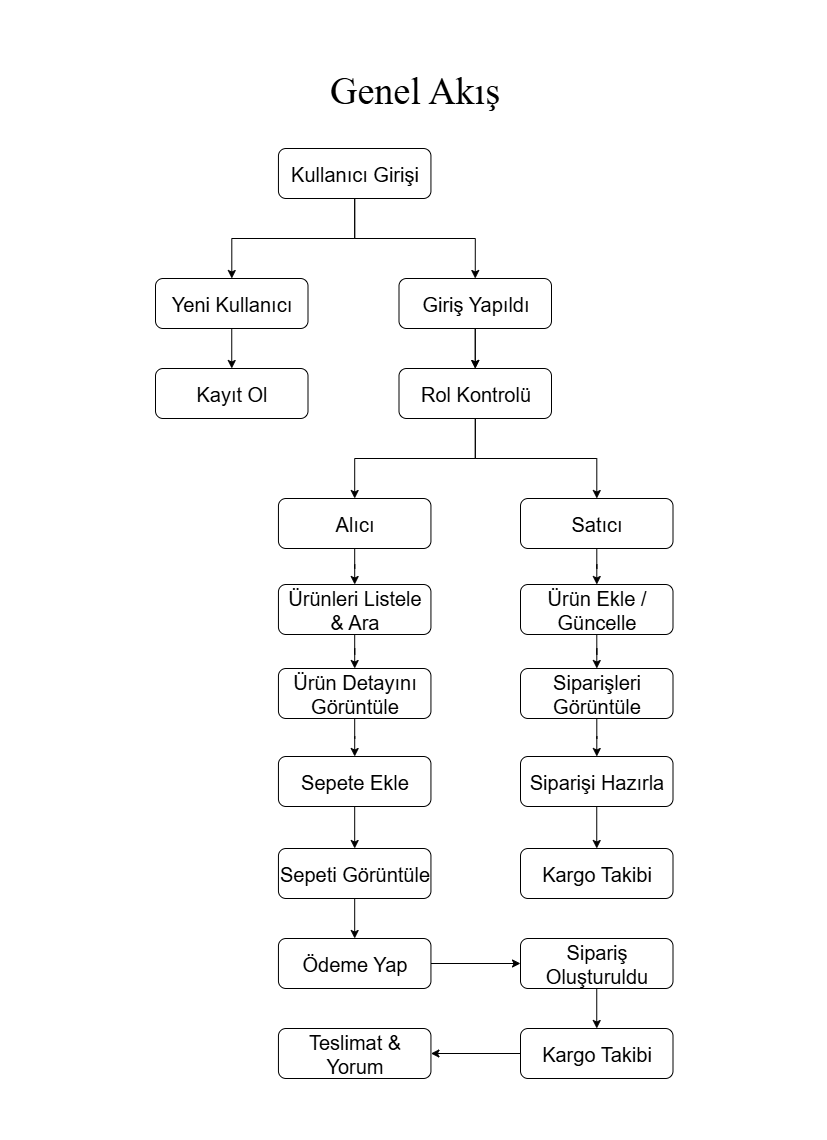 Genel Akış
Kullanıcı Girişi
Yeni Kullanıcı
Giriş Yapıldı
Kayıt Ol
Rol Kontrolü
Alıcı
Satıcı
Ürünleri Listele
& Ara
Ürün Ekle /
Güncelle
Ürün Detayını
Görüntüle
Siparişleri
Görüntüle
Sepete Ekle
Siparişi Hazırla
Sepeti Görüntüle
Kargo Takibi
Ödeme Yap
Sipariş
Oluşturuldu
Teslimat &
Yorum
Kargo Takibi